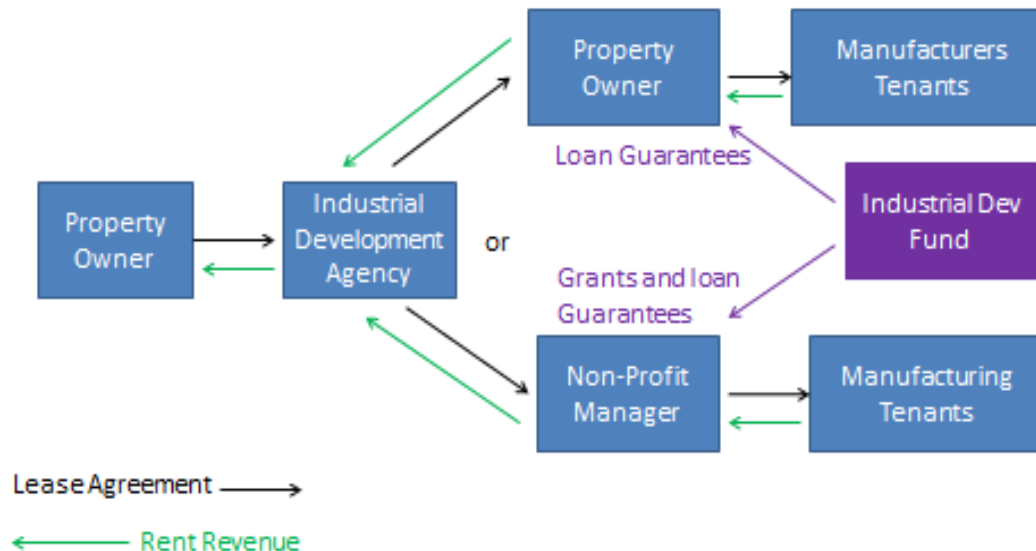 Property
Owner
Manufacturers
Tenants
Loan Guarantees
Property
Owner
Industrial
Development
Agency
or
Industrial Dev
Fund
Grants and loan
Guarantees
Non-Profit
Manager
Manufacturing
Tenants
Lease Agreement
Rent Revenue